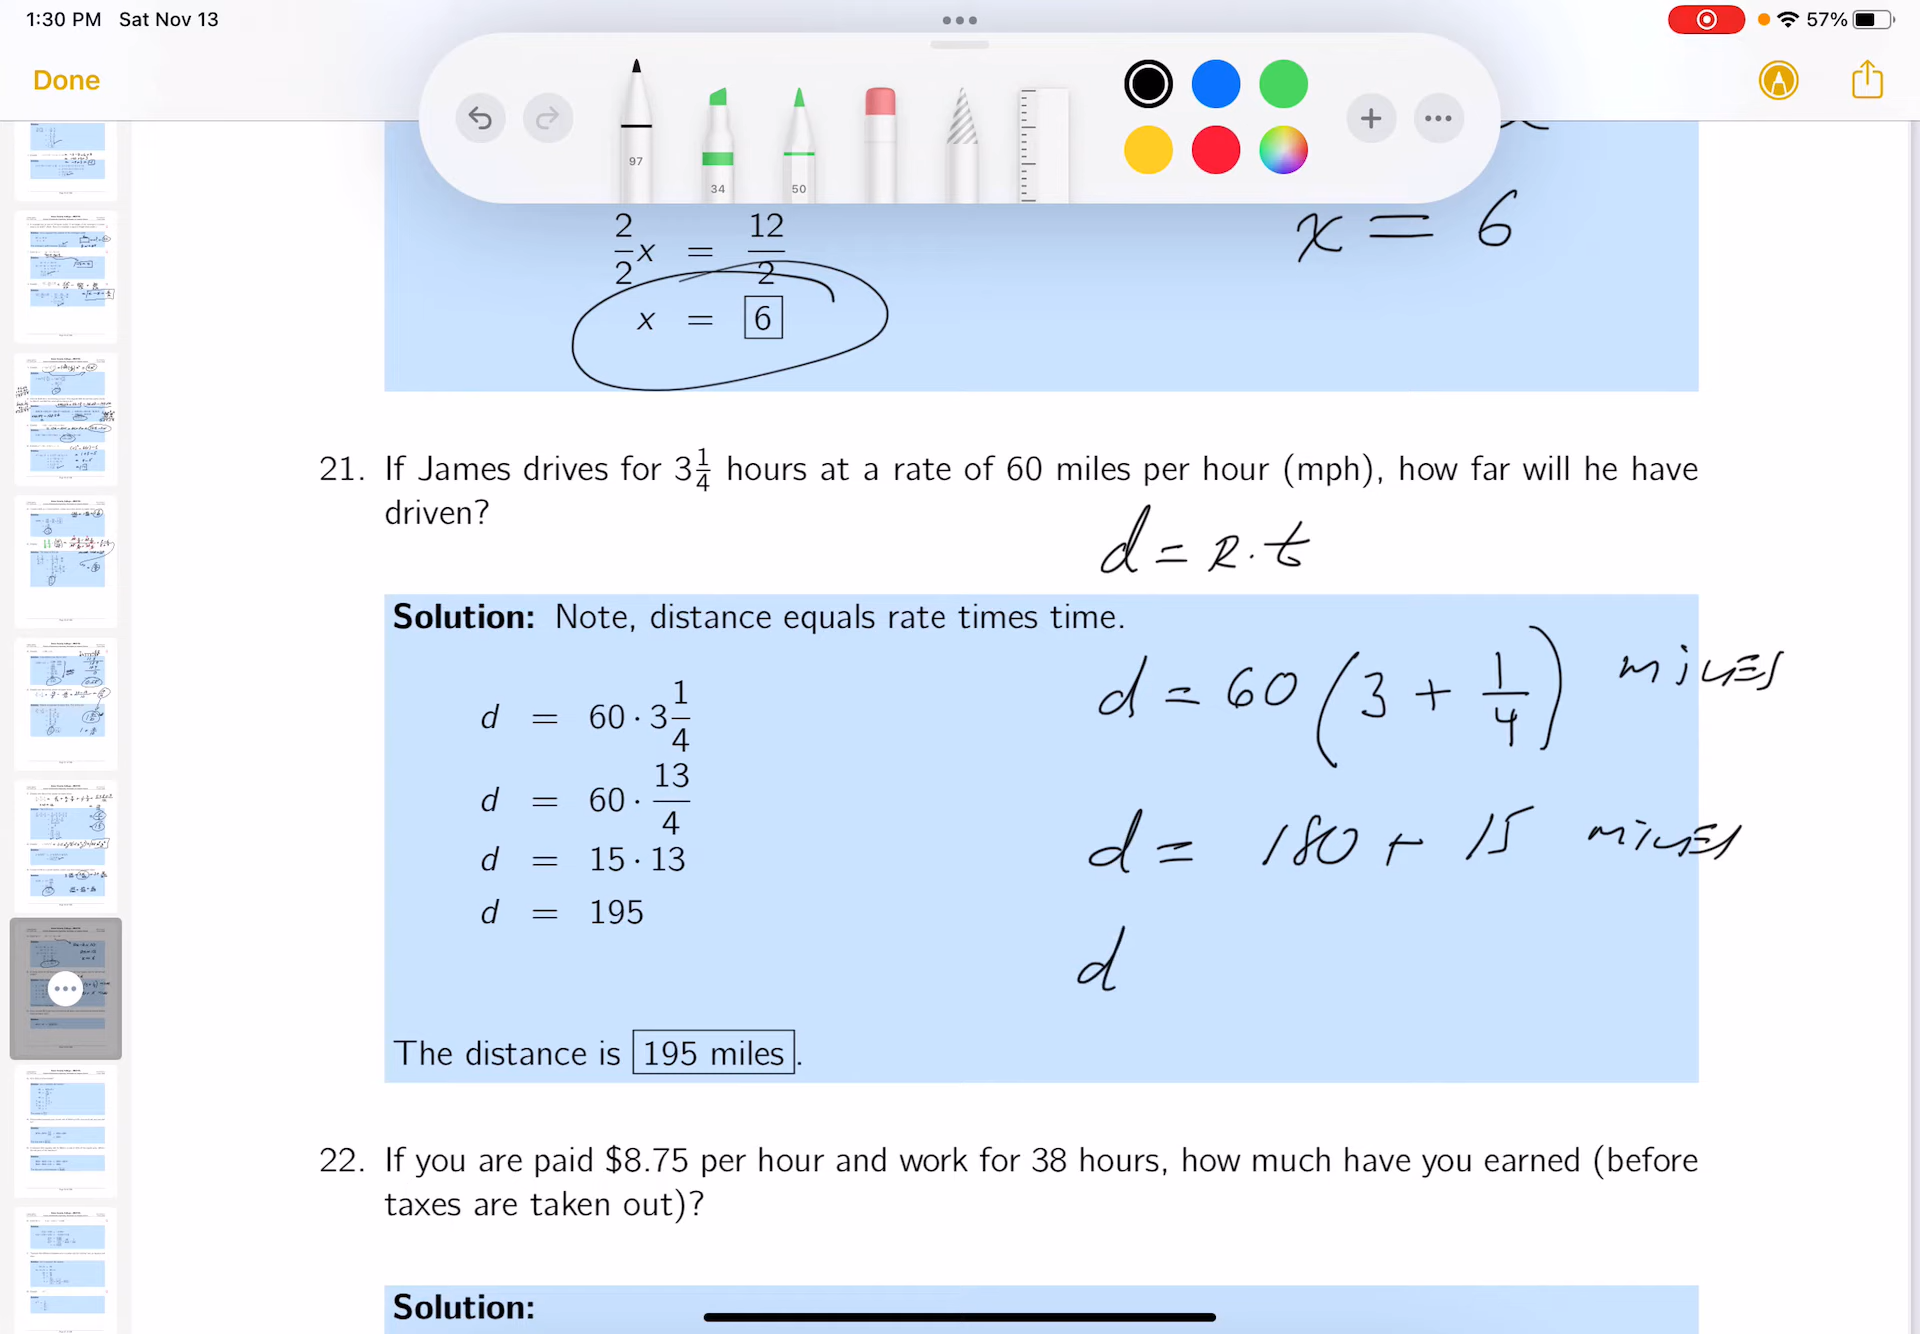 1:30 PM Sat Nov 13
57%
Done
97
34
50
2/2 x = 12/2
x = 6
x = 6
21. If James drives for 3 1/4 hours at a rate of 60 miles per hour (mph), how far will he have
driven?
d = R · t
Solution: Note, distance equals rate times time.
d = 60 · 3 1/4
d = 60 · 13/4
d = 15 · 13
d = 195
d = 60 (3 + 1/4) miles
d = 180 + 15 miles
d
The distance is 195 miles.
22. If you are paid $8.75 per hour and work for 38 hours, how much have you earned (before
taxes are taken out)?
Solution: